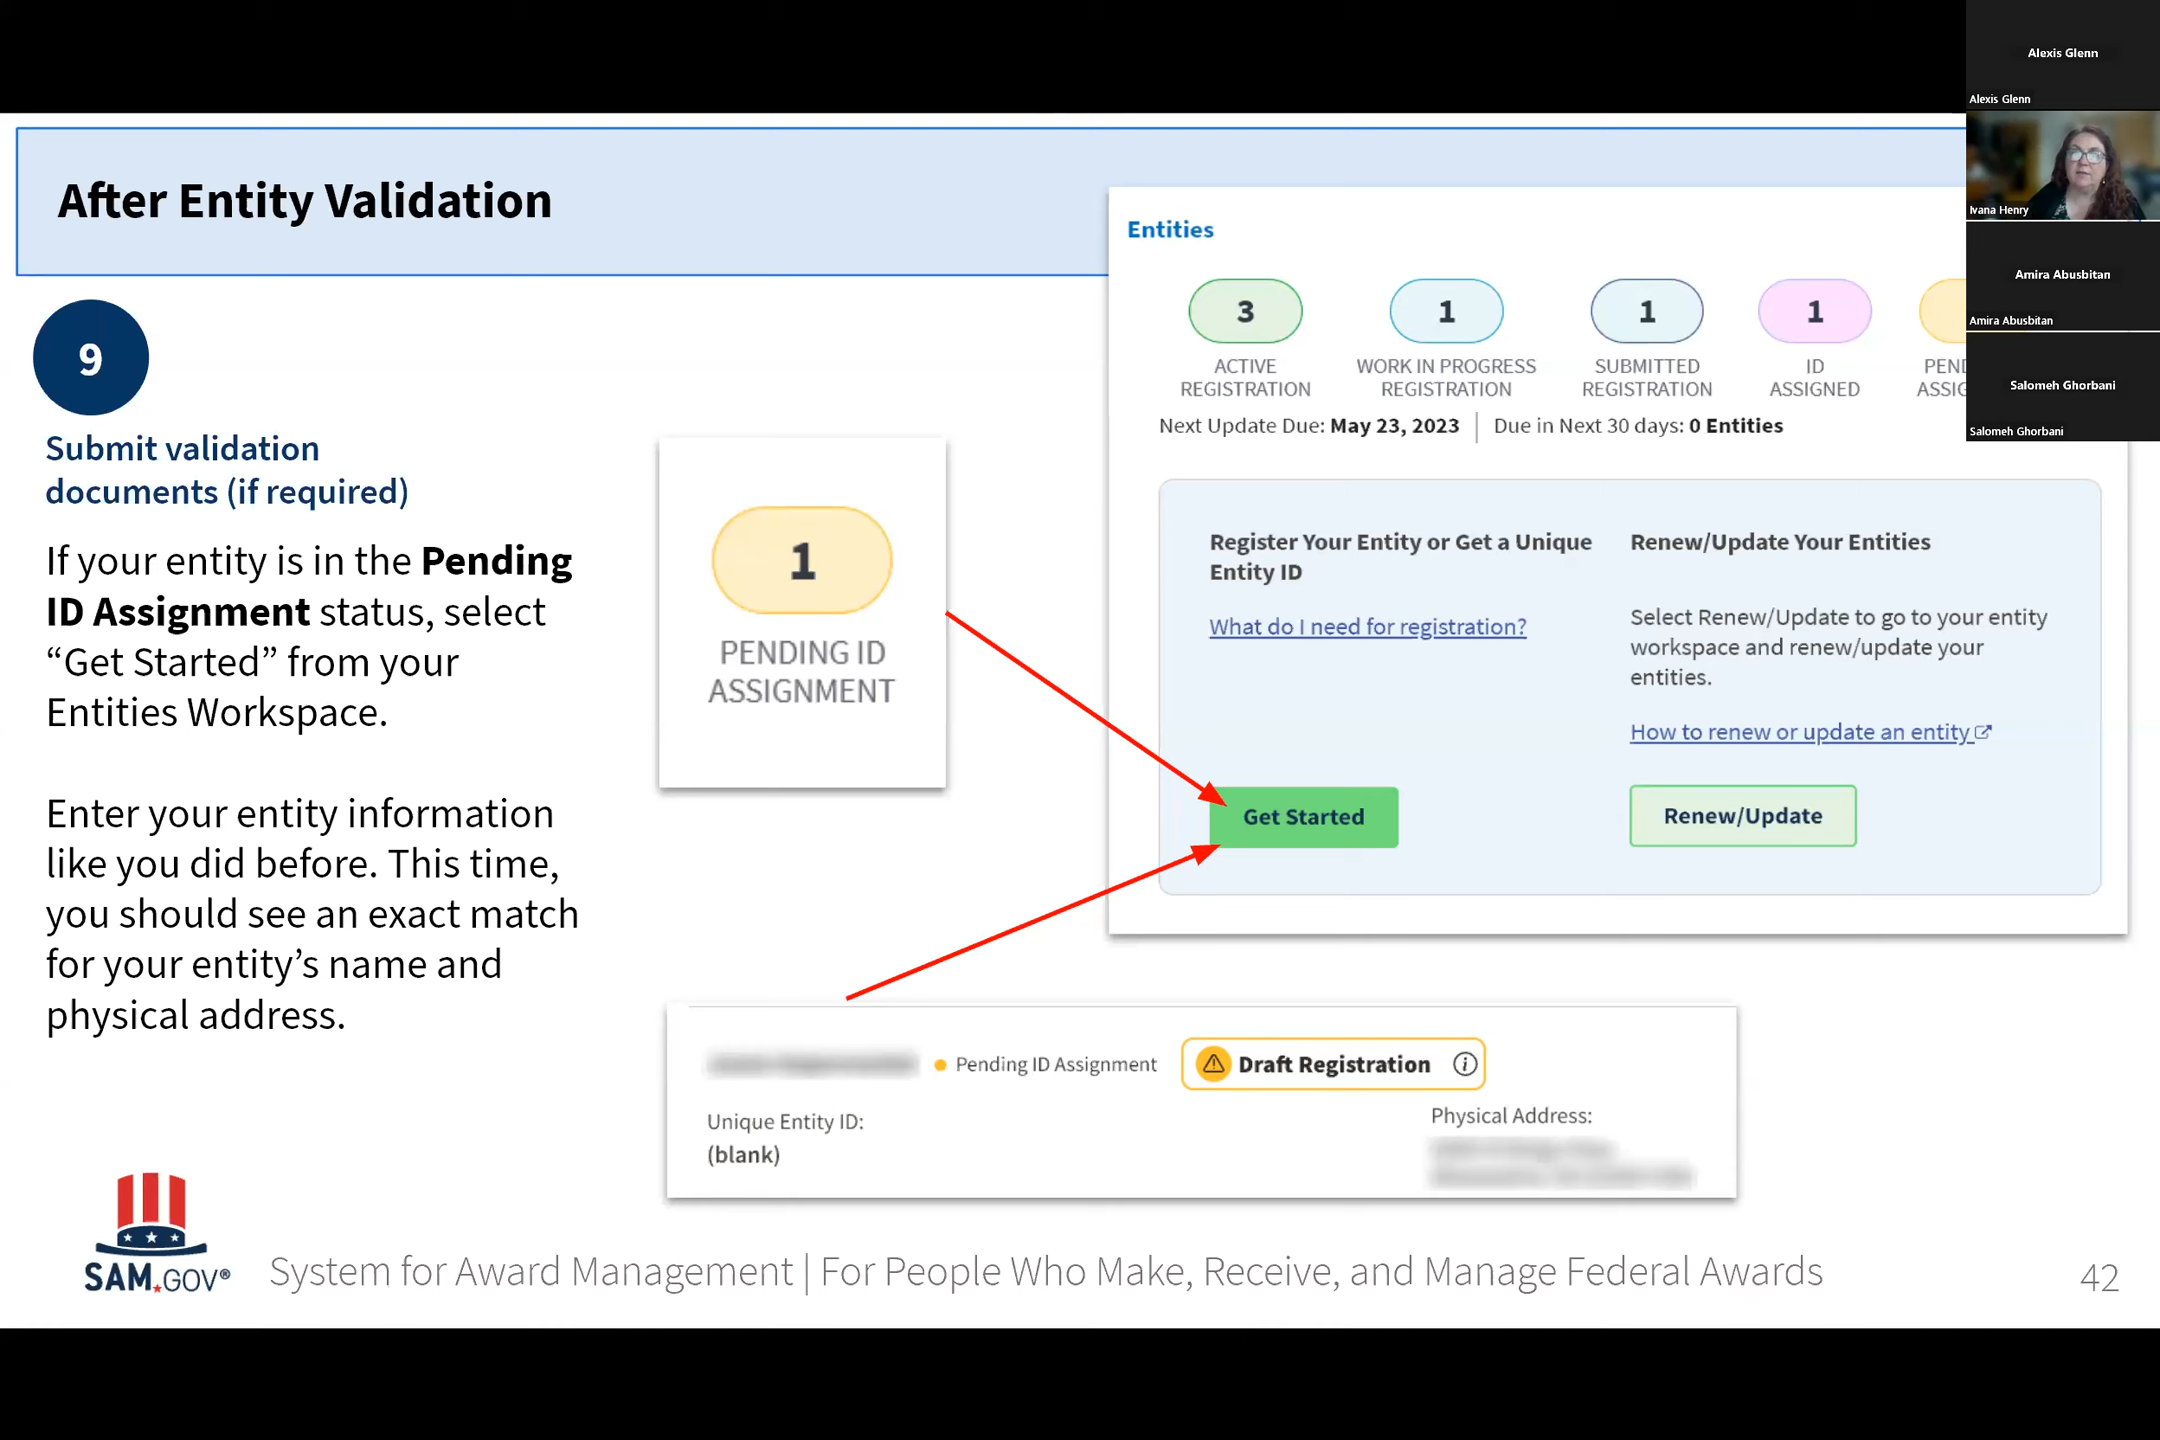 Alexis Glenn
Alexis Glenn
Ivana Henry
Amira Abusbitan
Amira Abusbitan
Salomeh Ghorbani
Salomeh Ghorbani
After Entity Validation
9
Submit validation
documents (if required)
If your entity is in the Pending
ID Assignment status, select
“Get Started” from your
Entities Workspace.
Enter your entity information
like you did before. This time,
you should see an exact match
for your entity’s name and
physical address.
1
PENDING ID
ASSIGNMENT
Entities
3
ACTIVE
REGISTRATION
1
WORK IN PROGRESS
REGISTRATION
1
SUBMITTED
REGISTRATION
1
ID
ASSIGNED
PEND
ASSIG
Next Update Due: May 23, 2023 | Due in Next 30 days: 0 Entities
Register Your Entity or Get a Unique
Entity ID
What do I need for registration?
Get Started
Renew/Update Your Entities
Select Renew/Update to go to your entity
workspace and renew/update your
entities.
How to renew or update an entity
Renew/Update
Pending ID Assignment
Draft Registration
Unique Entity ID:
(blank)
Physical Address:
SAM.GOV®
System for Award Management | For People Who Make, Receive, and Manage Federal Awards
42